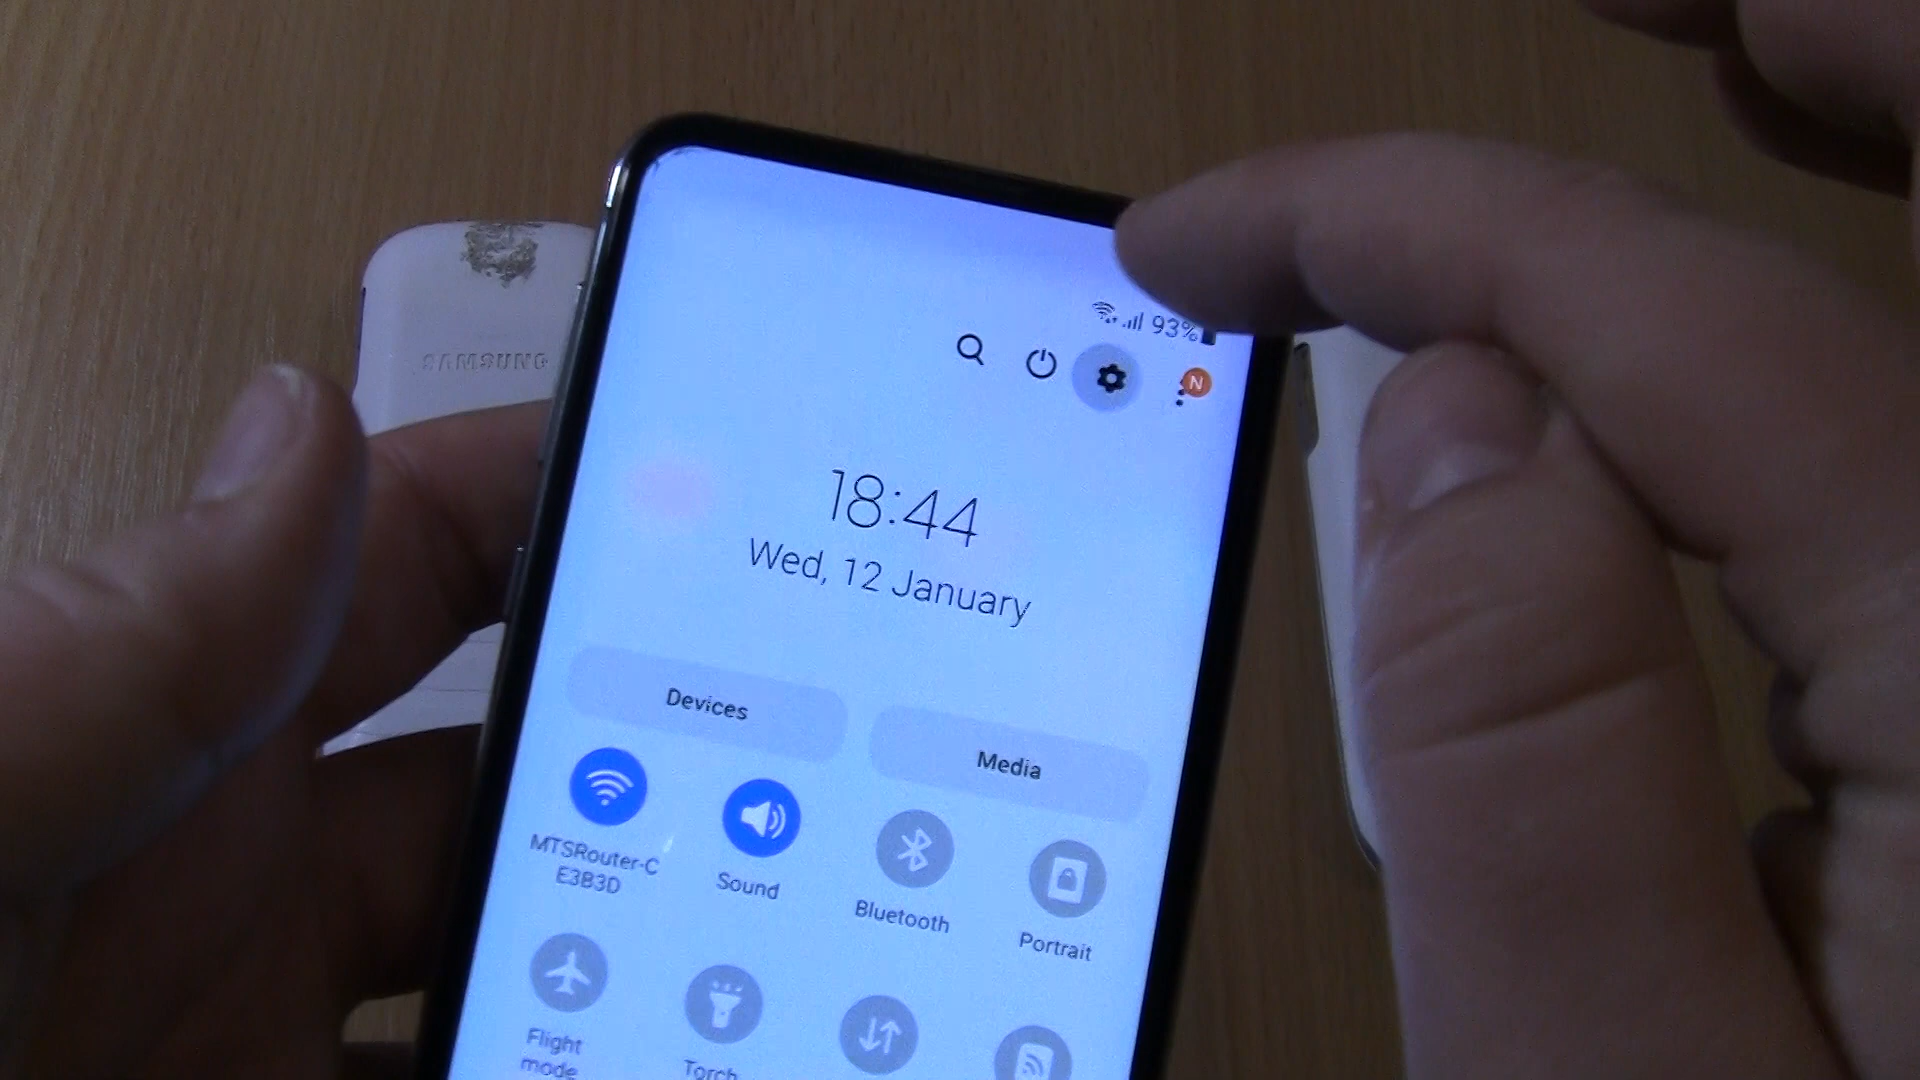 SAMSUNG
93%
N
18:44
Wed, 12 January
Devices
Media
MTSRouter-C
E3B3D
Sound
Bluetooth
Portrait
Flight
mode
Torch